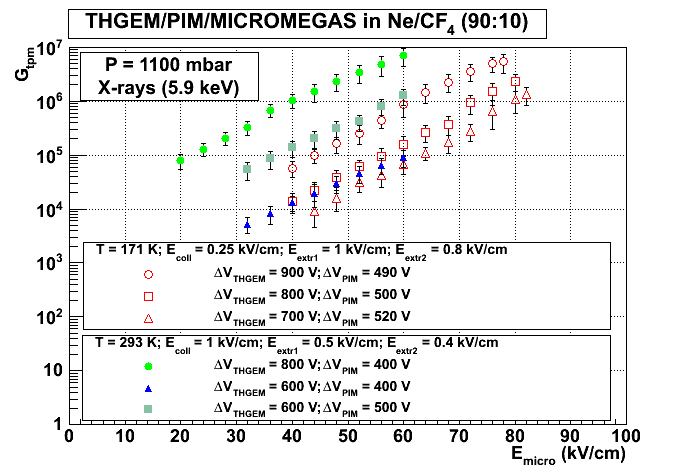 THGEM/PIM/MICROMEGAS in Ne/CF4 (90:10)
Gtpm
P = 1100 mbar
X-rays (5.9 keV)
10^7
10^6
10^5
10^4
10^3
10^2
10
1
T = 171 K; Ecoll = 0.25 kV/cm; Eextr1 = 1 kV/cm; Eextr2 = 0.8 kV/cm
ΔVTHGEM = 900 V; ΔVPIM = 490 V
ΔVTHGEM = 800 V; ΔVPIM = 500 V
ΔVTHGEM = 700 V; ΔVPIM = 520 V
T = 293 K; Ecoll = 1 kV/cm; Eextr1 = 0.5 kV/cm; Eextr2 = 0.4 kV/cm
ΔVTHGEM = 800 V; ΔVPIM = 400 V
ΔVTHGEM = 600 V; ΔVPIM = 400 V
ΔVTHGEM = 600 V; ΔVPIM = 500 V
0 10 20 30 40 50 60 70 80 90 100
Emicro (kV/cm)